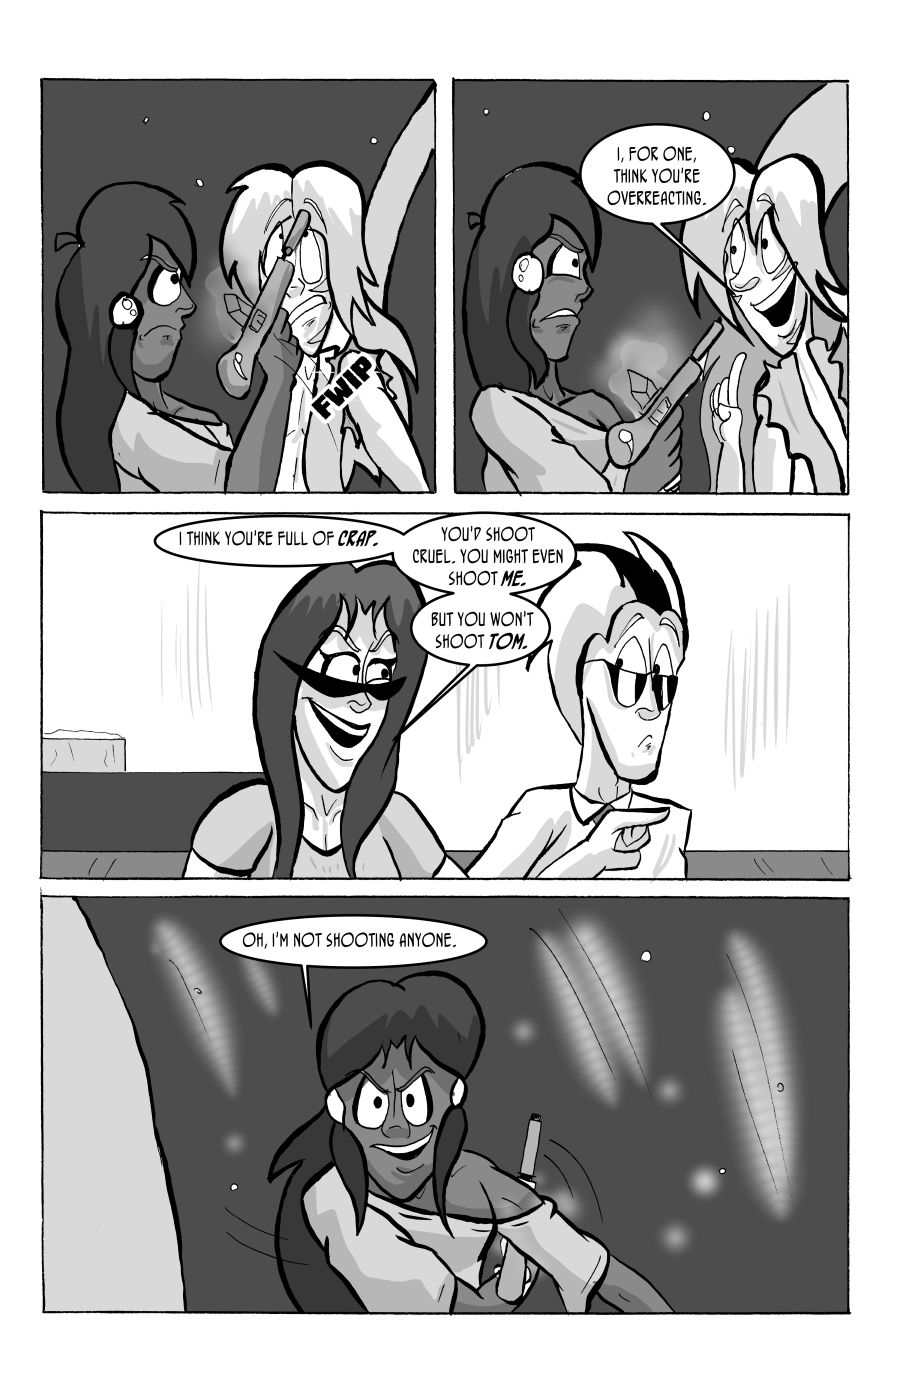 FWIP
I, FOR ONE,
THINK YOU'RE
OVERREACTING.
I THINK YOU'RE FULL OF CRAP.
YOU'D SHOOT
CRUEL. YOU MIGHT EVEN
SHOOT ME.
BUT YOU WON'T
SHOOT TOM.
OH, I'M NOT SHOOTING ANYONE.